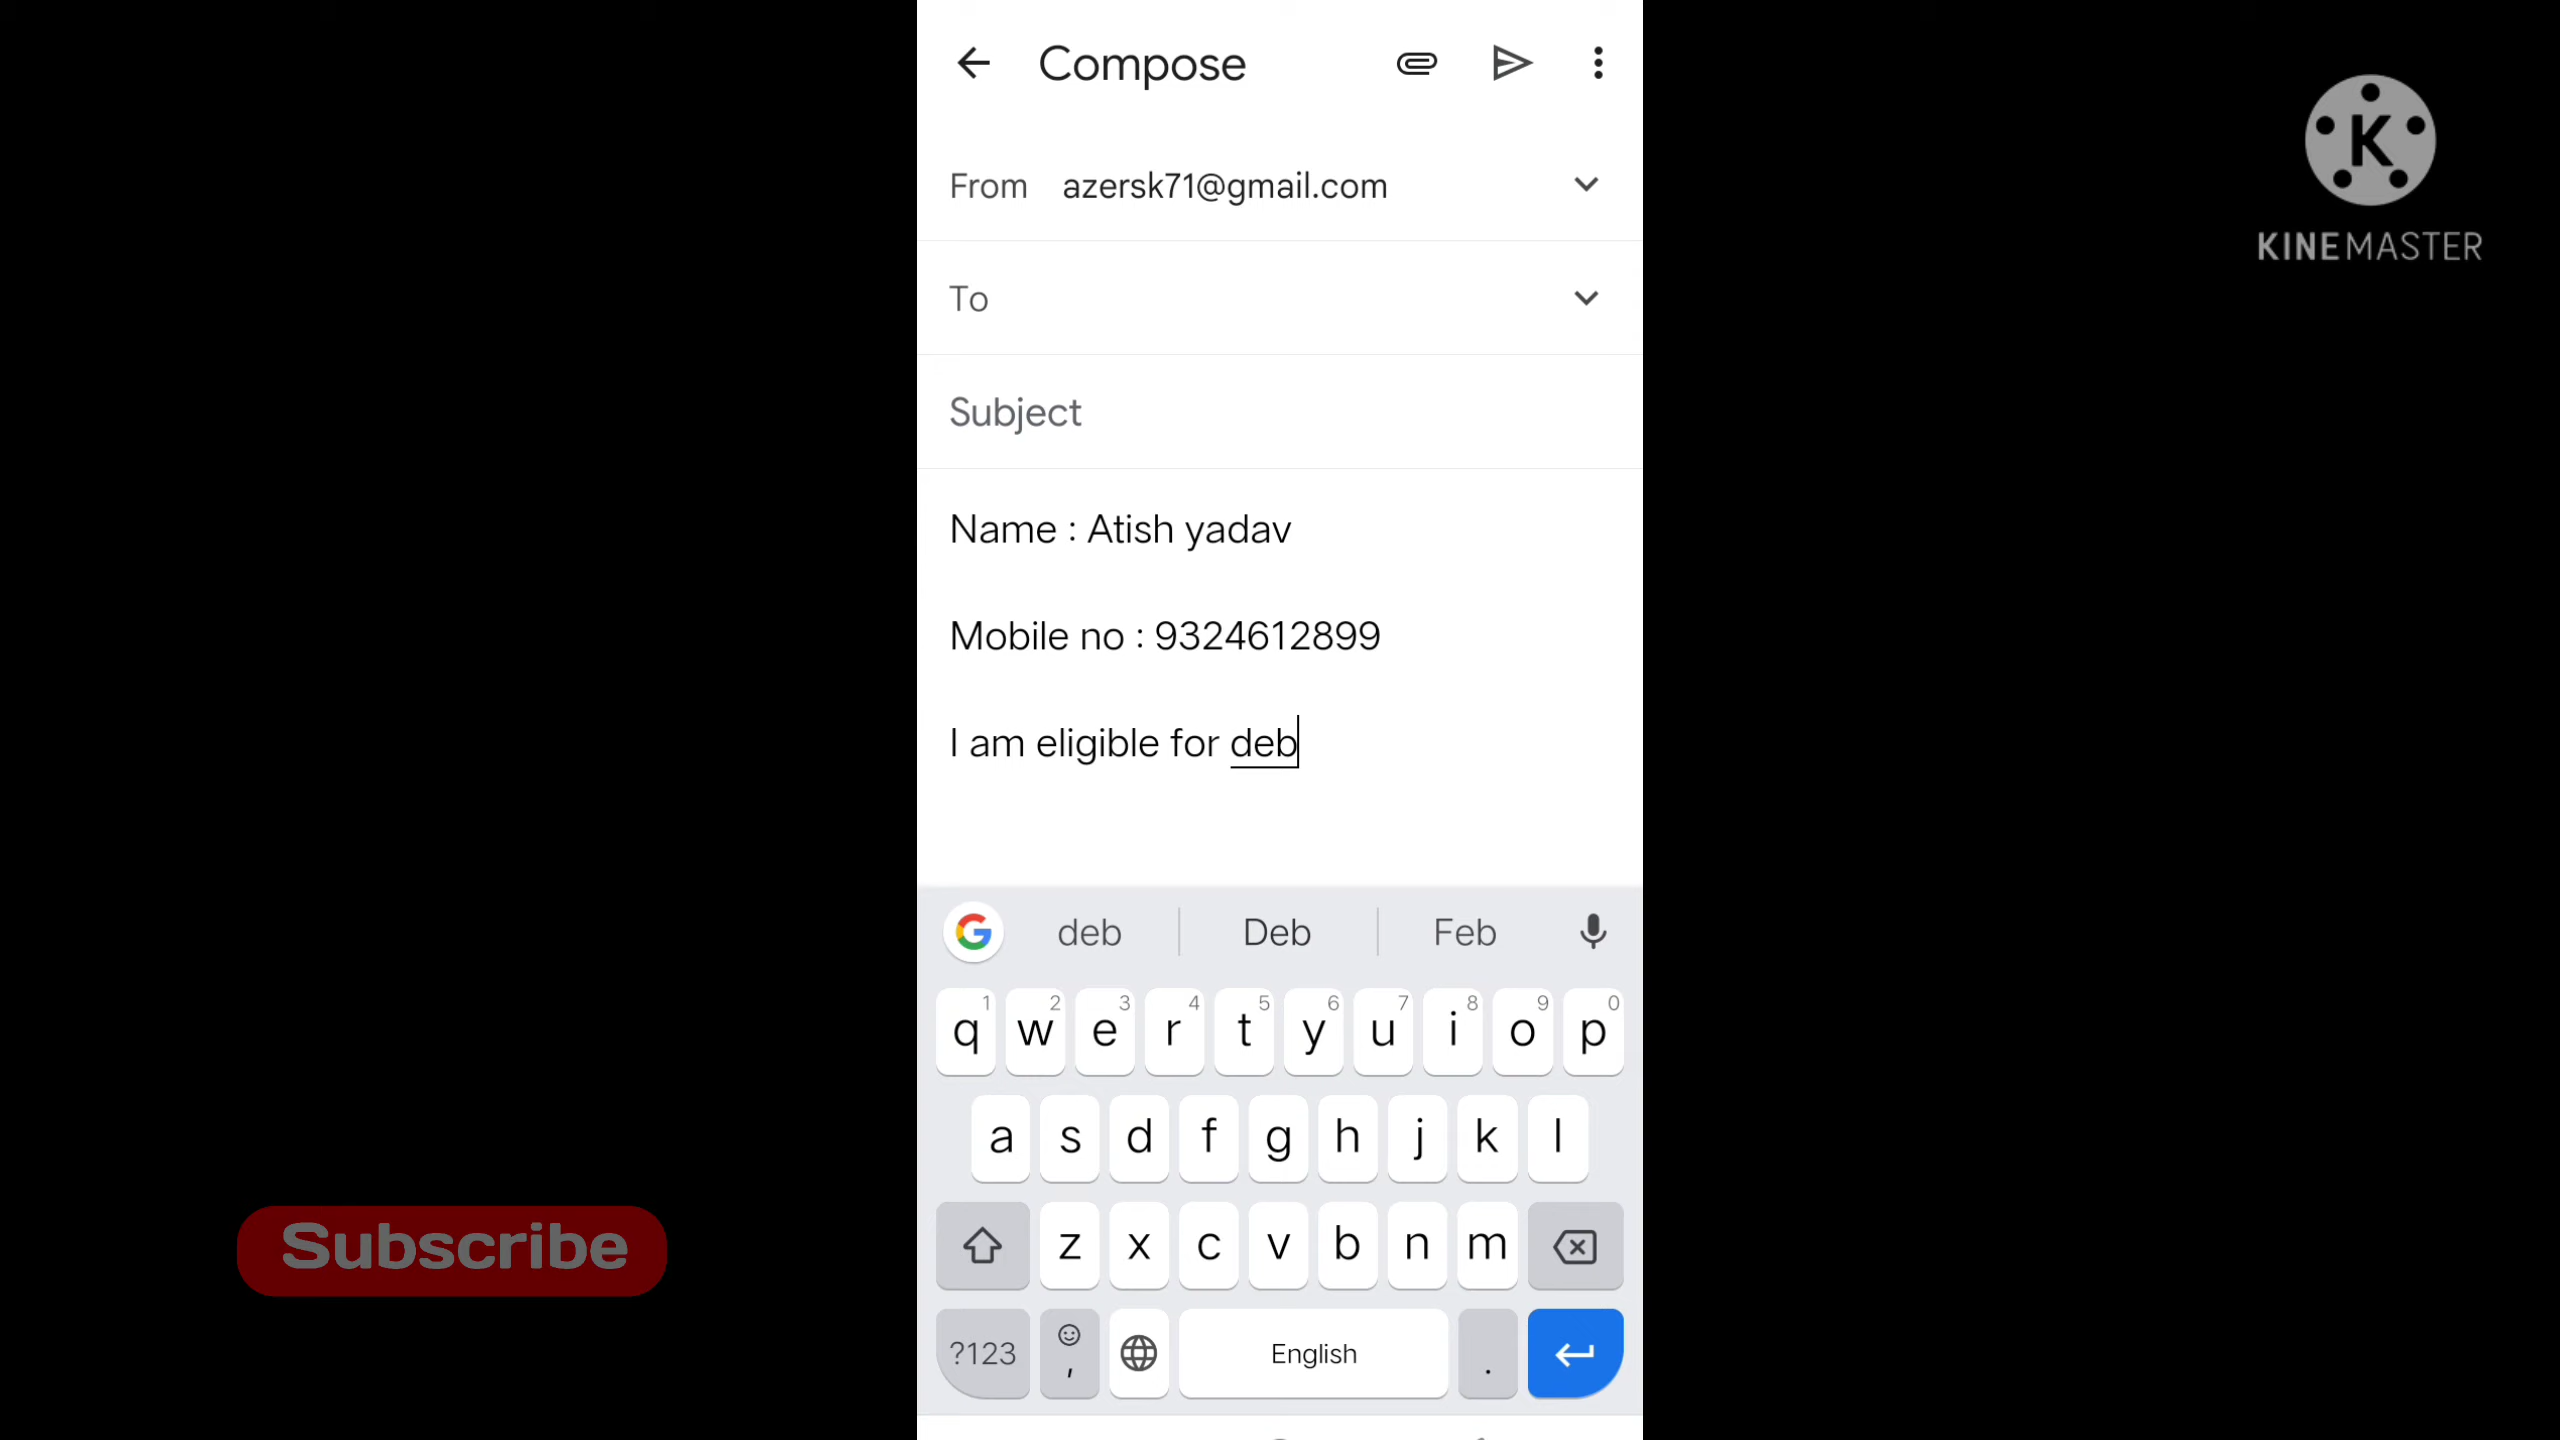 Compose
From azersk71@gmail.com
To
Subject
Name : Atish yadav
Mobile no : 9324612899
I am eligible for deb
deb Deb Feb
1 2 3 4 5 6 7 8 9 0
q w e r t y u i o p
a s d f g h j k l
z x c v b n m
?123 , English .
K
KINEMASTER
Subscribe